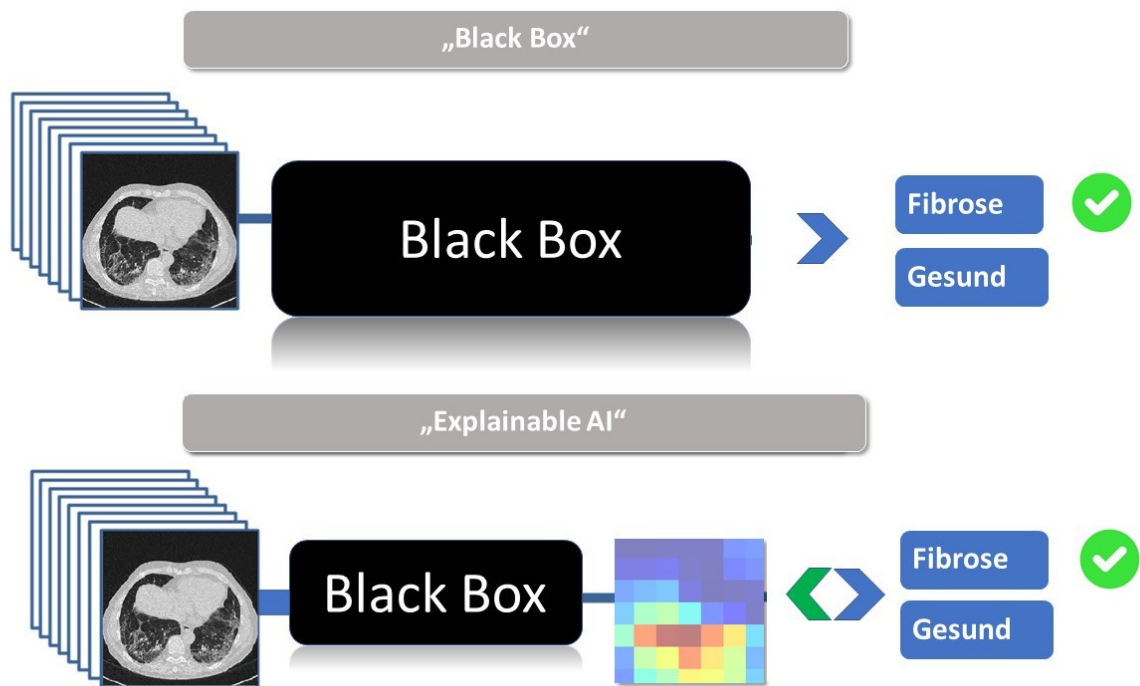 „Black Box“
Black Box
Fibrose
Gesund
„Explainable AI“
Black Box
Fibrose
Gesund